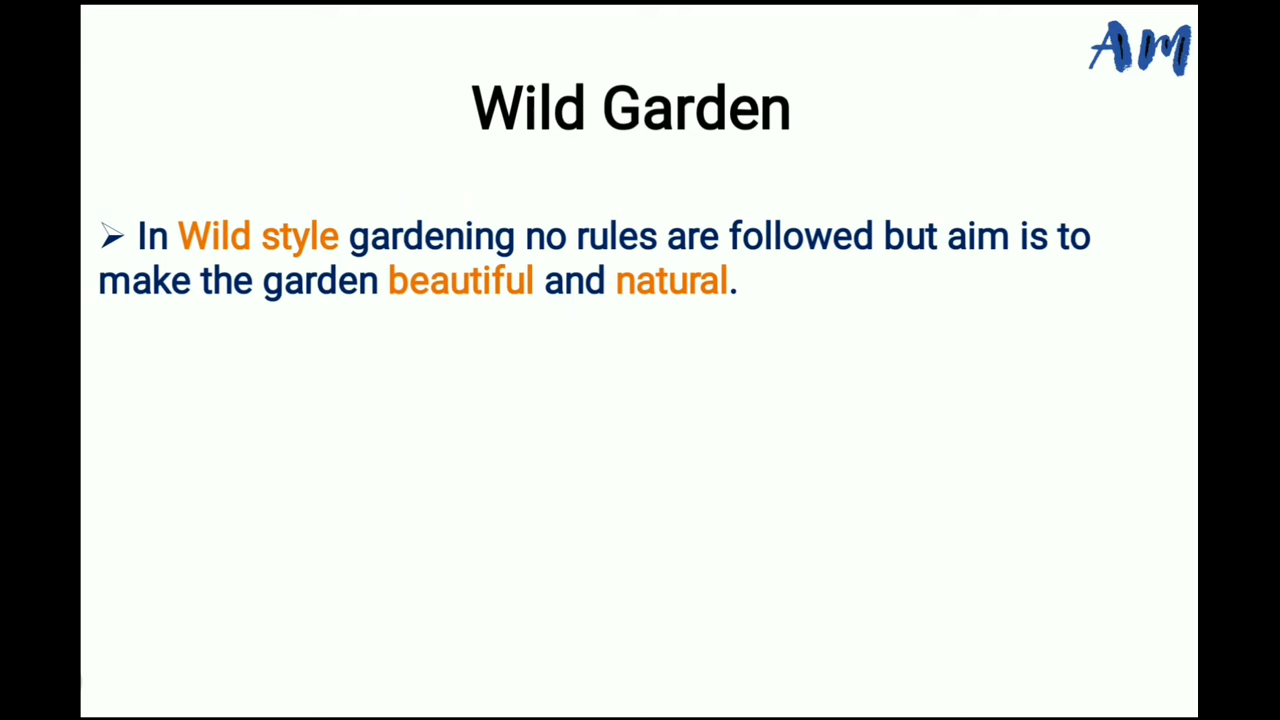 AM
Wild Garden
➢ In Wild style gardening no rules are followed but aim is to
make the garden beautiful and natural.